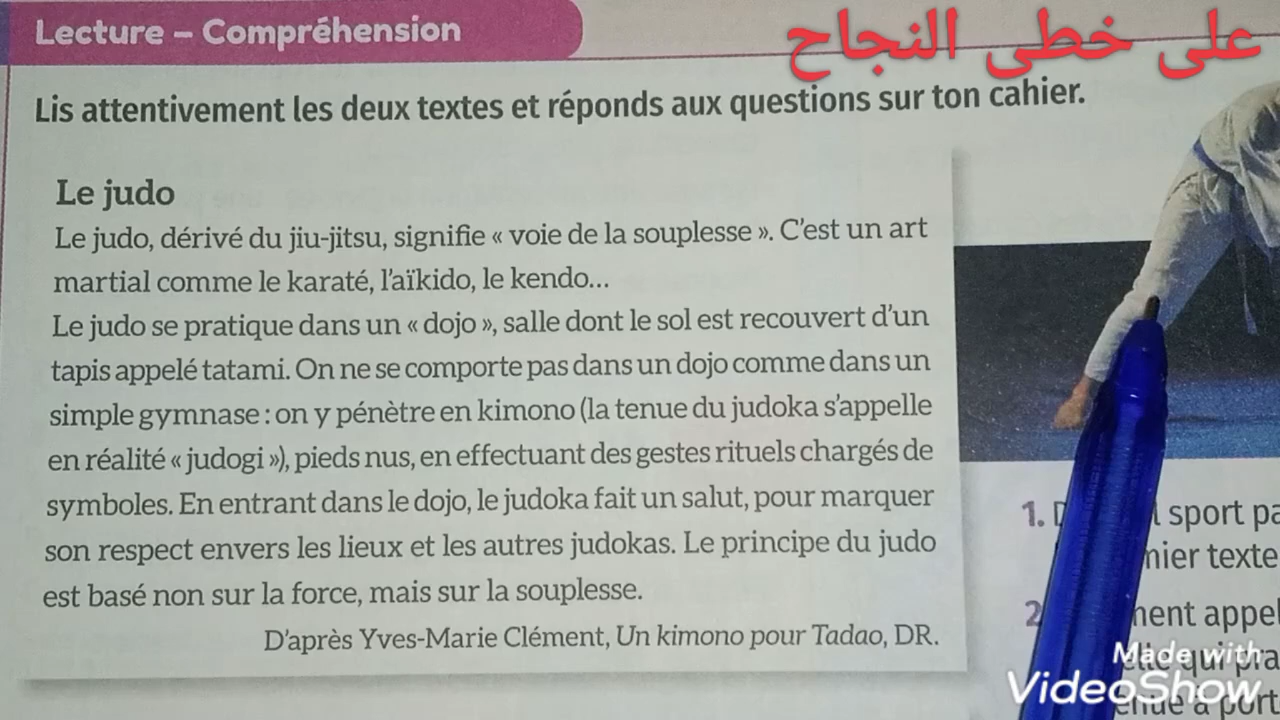 Lecture – Compréhension
على خطى النجاح
Lis attentivement les deux textes et réponds aux questions sur ton cahier.
Le judo
Le judo, dérivé du jiu-jitsu, signifie « voie de la souplesse ». C'est un art
martial comme le karaté, l'aïkido, le kendo...
Le judo se pratique dans un « dojo », salle dont le sol est recouvert d'un
tapis appelé tatami. On ne se comporte pas dans un dojo comme dans un
simple gymnase : on y pénètre en kimono (la tenue du judoka s'appelle
en réalité « judogi »), pieds nus, en effectuant des gestes rituels chargés de
symboles. En entrant dans le dojo, le judoka fait un salut, pour marquer
son respect envers les lieux et les autres judokas. Le principe du judo
est basé non sur la force, mais sur la souplesse.
D'après Yves-Marie Clément, Un kimono pour Tadao, DR.
1. sport
texte
2
qui
Made with
VideoShow